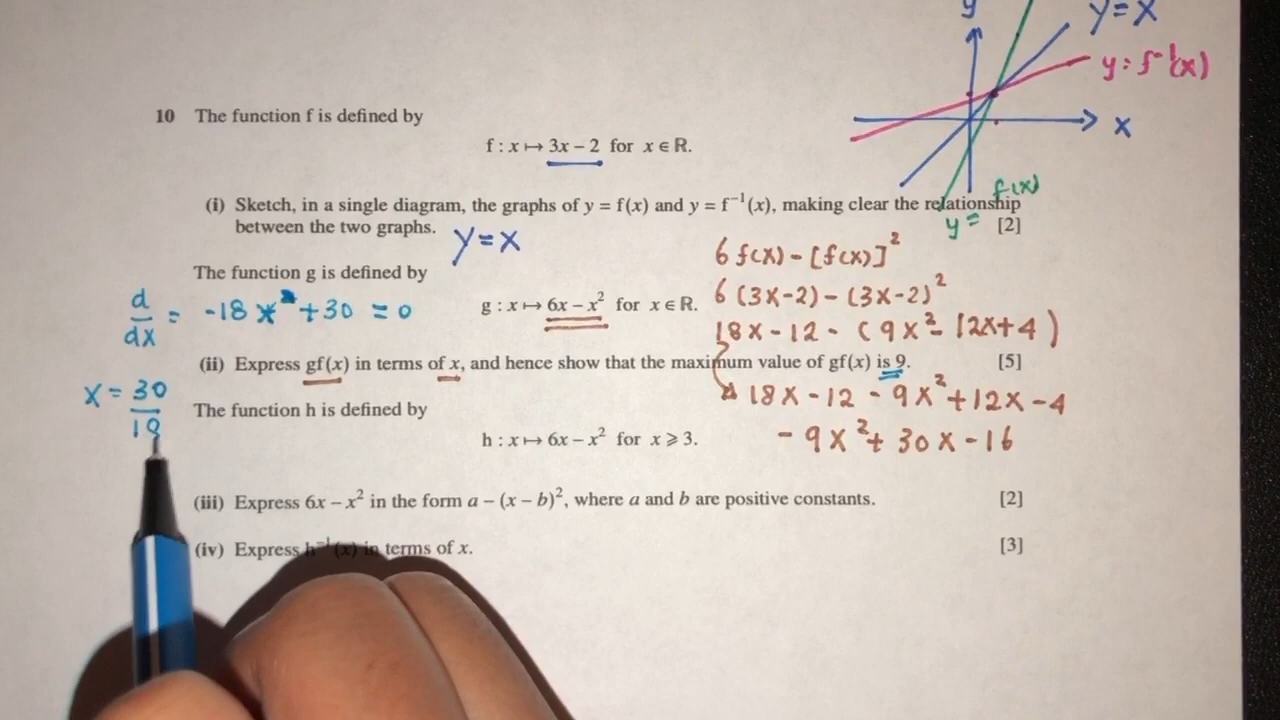 y
y=x
y=f⁻¹(x)
x
10 The function f is defined by
f : x ↦ 3x – 2 for x ∈ R.
(i) Sketch, in a single diagram, the graphs of y = f(x) and y = f⁻¹(x), making clear the relationship
between the two graphs. [2]
y=x
y= f(x)
The function g is defined by
g : x ↦ 6x – x² for x ∈ R.
6 f(x) - [f(x)]²
6 (3x-2) - (3x-2)²
18x - 12 - (9x² - 12x+4)
d/dx = -18x +30 = 0
(ii) Express gf(x) in terms of x, and hence show that the maximum value of gf(x) is 9. [5]
18x - 12 - 9x² + 12x - 4
- 9x² + 30x - 16
x = 30/18
The function h is defined by
h : x ↦ 6x – x² for x ⩾ 3.
(iii) Express 6x – x² in the form a – (x – b)², where a and b are positive constants. [2]
(iv) Express h⁻¹(x) in terms of x. [3]